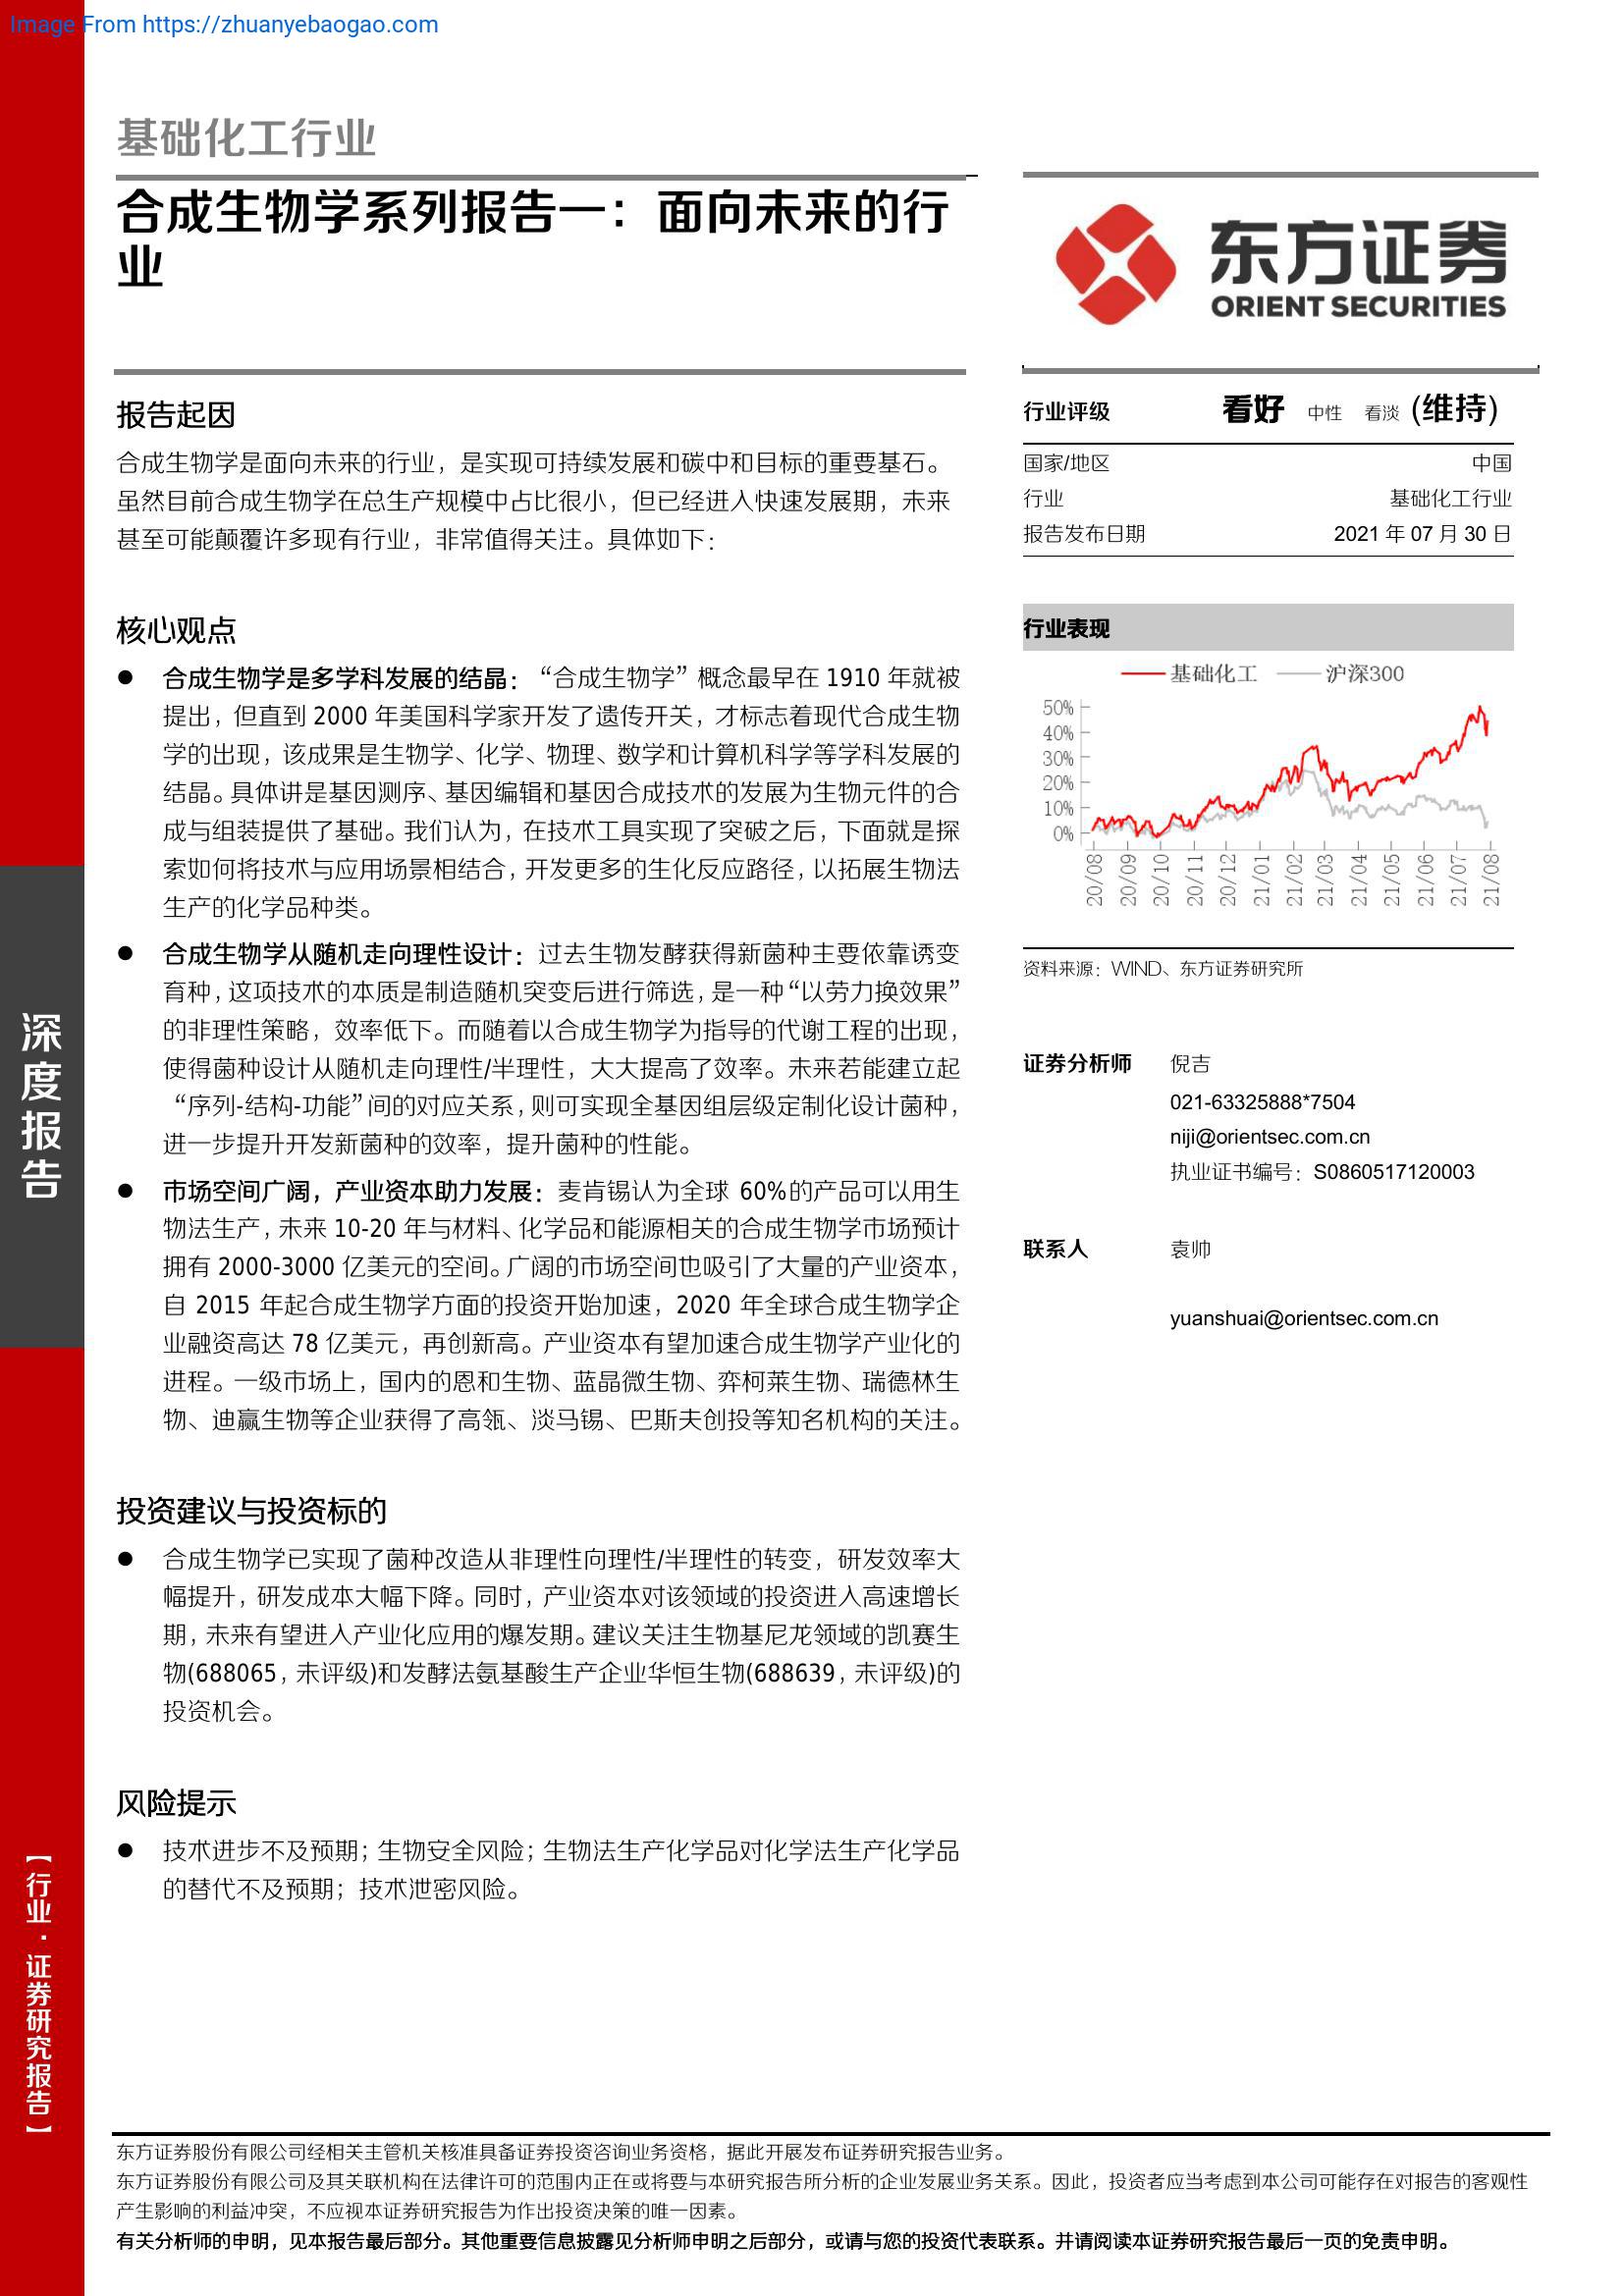 Image From https://zhuanyebaogao.com
基础化工行业
合成生物学系列报告一：面向未来的行
业
东方证券
ORIENT SECURITIES
报告起因
合成生物学是面向未来的行业，是实现可持续发展和碳中和目标的重要基石。
虽然目前合成生物学在总生产规模中占比很小，但已经进入快速发展期，未来
甚至可能颠覆许多现有行业，非常值得关注。具体如下：
核心观点
● 合成生物学是多学科发展的结晶：“合成生物学”概念最早在 1910 年就被
提出，但直到 2000 年美国科学家开发了遗传开关，才标志着现代合成生物
学的出现，该成果是生物学、化学、物理、数学和计算机科学等学科发展的
结晶。具体讲是基因测序、基因编辑和基因合成技术的发展为生物元件的合
成与组装提供了基础。我们认为，在技术工具实现了突破之后，下面就是探
索如何将技术与应用场景相结合，开发更多的生化反应路径，以拓展生物法
生产的化学品种类。
● 合成生物学从随机走向理性设计：过去生物发酵获得新菌种主要依靠诱变
育种，这项技术的本质是制造随机突变后进行筛选，是一种“以劳力换效果”
的非理性策略，效率低下。而随着以合成生物学为指导的代谢工程的出现，
使得菌种设计从随机走向理性/半理性，大大提高了效率。未来若能建立起
“序列-结构-功能”间的对应关系，则可实现全基因组层级定制化设计菌种，
进一步提升开发新菌种的效率，提升菌种的性能。
● 市场空间广阔，产业资本助力发展：麦肯锡认为全球 60%的产品可以用生
物法生产，未来 10-20 年与材料、化学品和能源相关的合成生物学市场预计
拥有 2000-3000 亿美元的空间。广阔的市场空间也吸引了大量的产业资本，
自 2015 年起合成生物学方面的投资开始加速，2020 年全球合成生物学企
业融资高达 78 亿美元，再创新高。产业资本有望加速合成生物学产业化的
进程。一级市场上，国内的恩和生物、蓝晶微生物、弈柯莱生物、瑞德林生
物、迪赢生物等企业获得了高瓴、淡马锡、巴斯夫创投等知名机构的关注。
投资建议与投资标的
● 合成生物学已实现了菌种改造从非理性向理性/半理性的转变，研发效率大
幅提升，研发成本大幅下降。同时，产业资本对该领域的投资进入高速增长
期，未来有望进入产业化应用的爆发期。建议关注生物基尼龙领域的凯赛生
物(688065，未评级)和发酵法氨基酸生产企业华恒生物(688639，未评级)的
投资机会。
风险提示
● 技术进步不及预期；生物安全风险；生物法生产化学品对化学法生产化学品
的替代不及预期；技术泄密风险。
行业评级 看好 中性 看淡 (维持)
国家/地区 中国
行业 基础化工行业
报告发布日期 2021 年 07 月 30 日
行业表现
基础化工 沪深300
50%
40%
30%
20%
10%
0%
20/08 20/09 20/10 20/11 20/12 21/01 21/02 21/03 21/04 21/05 21/06 21/07 21/08
资料来源：WIND、东方证券研究所
证券分析师 倪吉
021-63325888*7504
niji@orientsec.com.cn
执业证书编号：S0860517120003
联系人 袁帅
yuanshuai@orientsec.com.cn
深度报告
【行业·证券研究报告】
东方证券股份有限公司经相关主管机关核准具备证券投资咨询业务资格，据此开展发布证券研究报告业务。
东方证券股份有限公司及其关联机构在法律许可的范围内正在或将要与本研究报告所分析的企业发展业务关系。因此，投资者应当考虑到本公司可能存在对报告的客观性
产生影响的利益冲突，不应视本证券研究报告为作出投资决策的唯一因素。
有关分析师的申明，见本报告最后部分。其他重要信息披露见分析师申明之后部分，或请与您的投资代表联系。并请阅读本证券研究报告最后一页的免责申明。